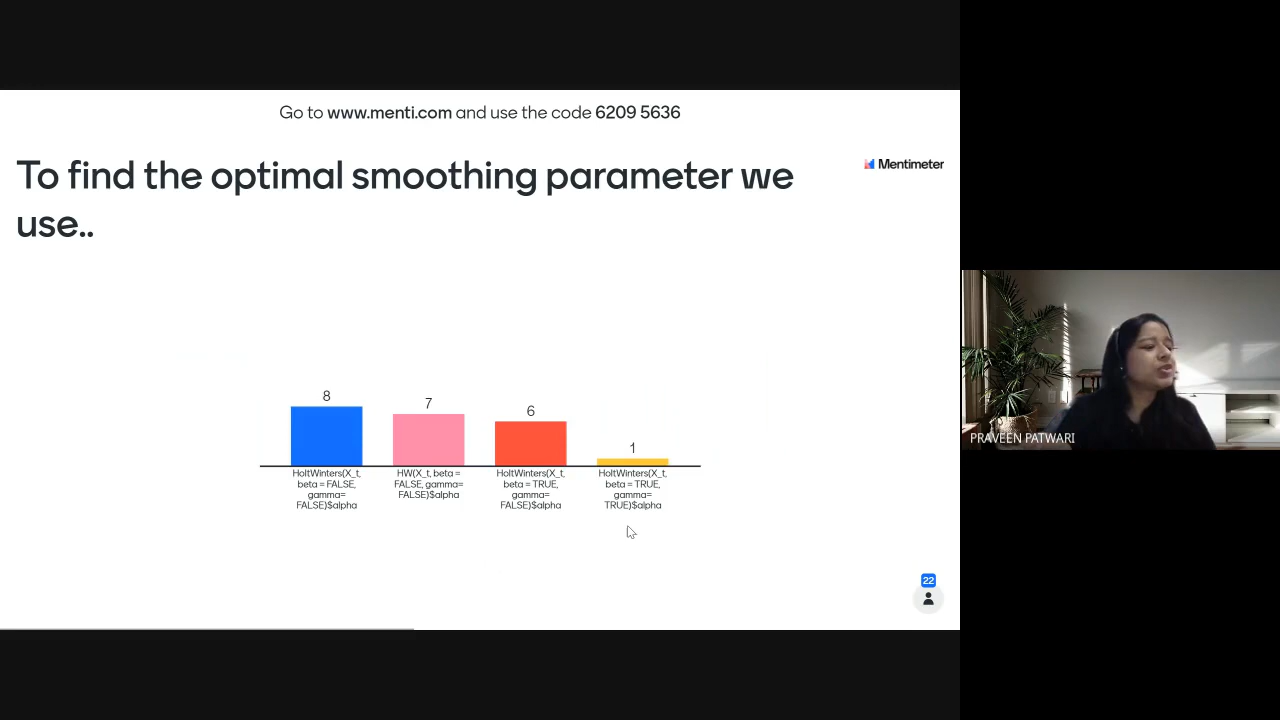 Go to www.menti.com and use the code 6209 5636
To find the optimal smoothing parameter we
use..
Mentimeter
8
7
6
1
HoltWinters(X_t,
beta = FALSE,
gamma=
FALSE)$alpha
HW(X_t, beta =
FALSE, gamma=
FALSE)$alpha
HoltWinters(X_t,
beta = TRUE,
gamma=
FALSE)$alpha
HoltWinters(X_t,
beta = TRUE,
gamma=
TRUE)$alpha
22
PRAVEEN PATWARI